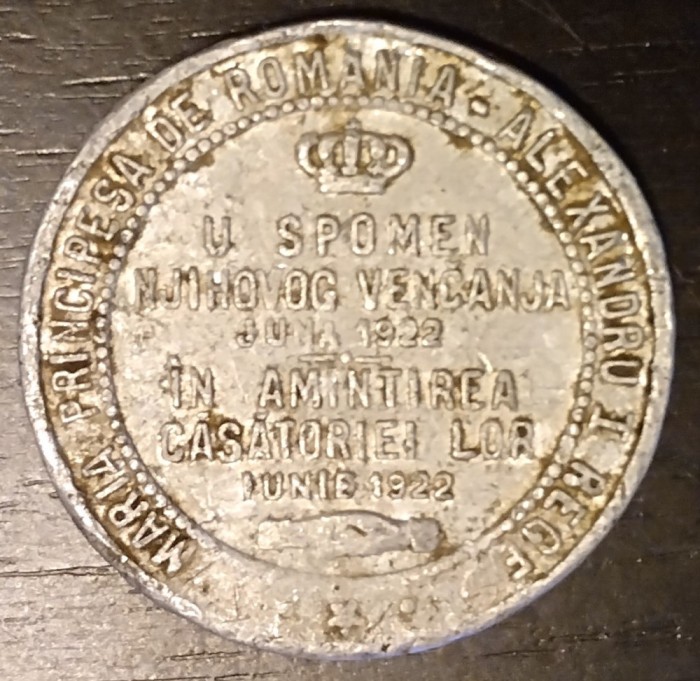 MARIA PRINCIPESA DE ROMANIA - ALEXANDRU I REGE
U SPOMEN
NJIHOVOG VENČANJA
JUNA 1922
ÎN AMINTIREA
CĂSĂTORIEI LOR
IUNIE 1922